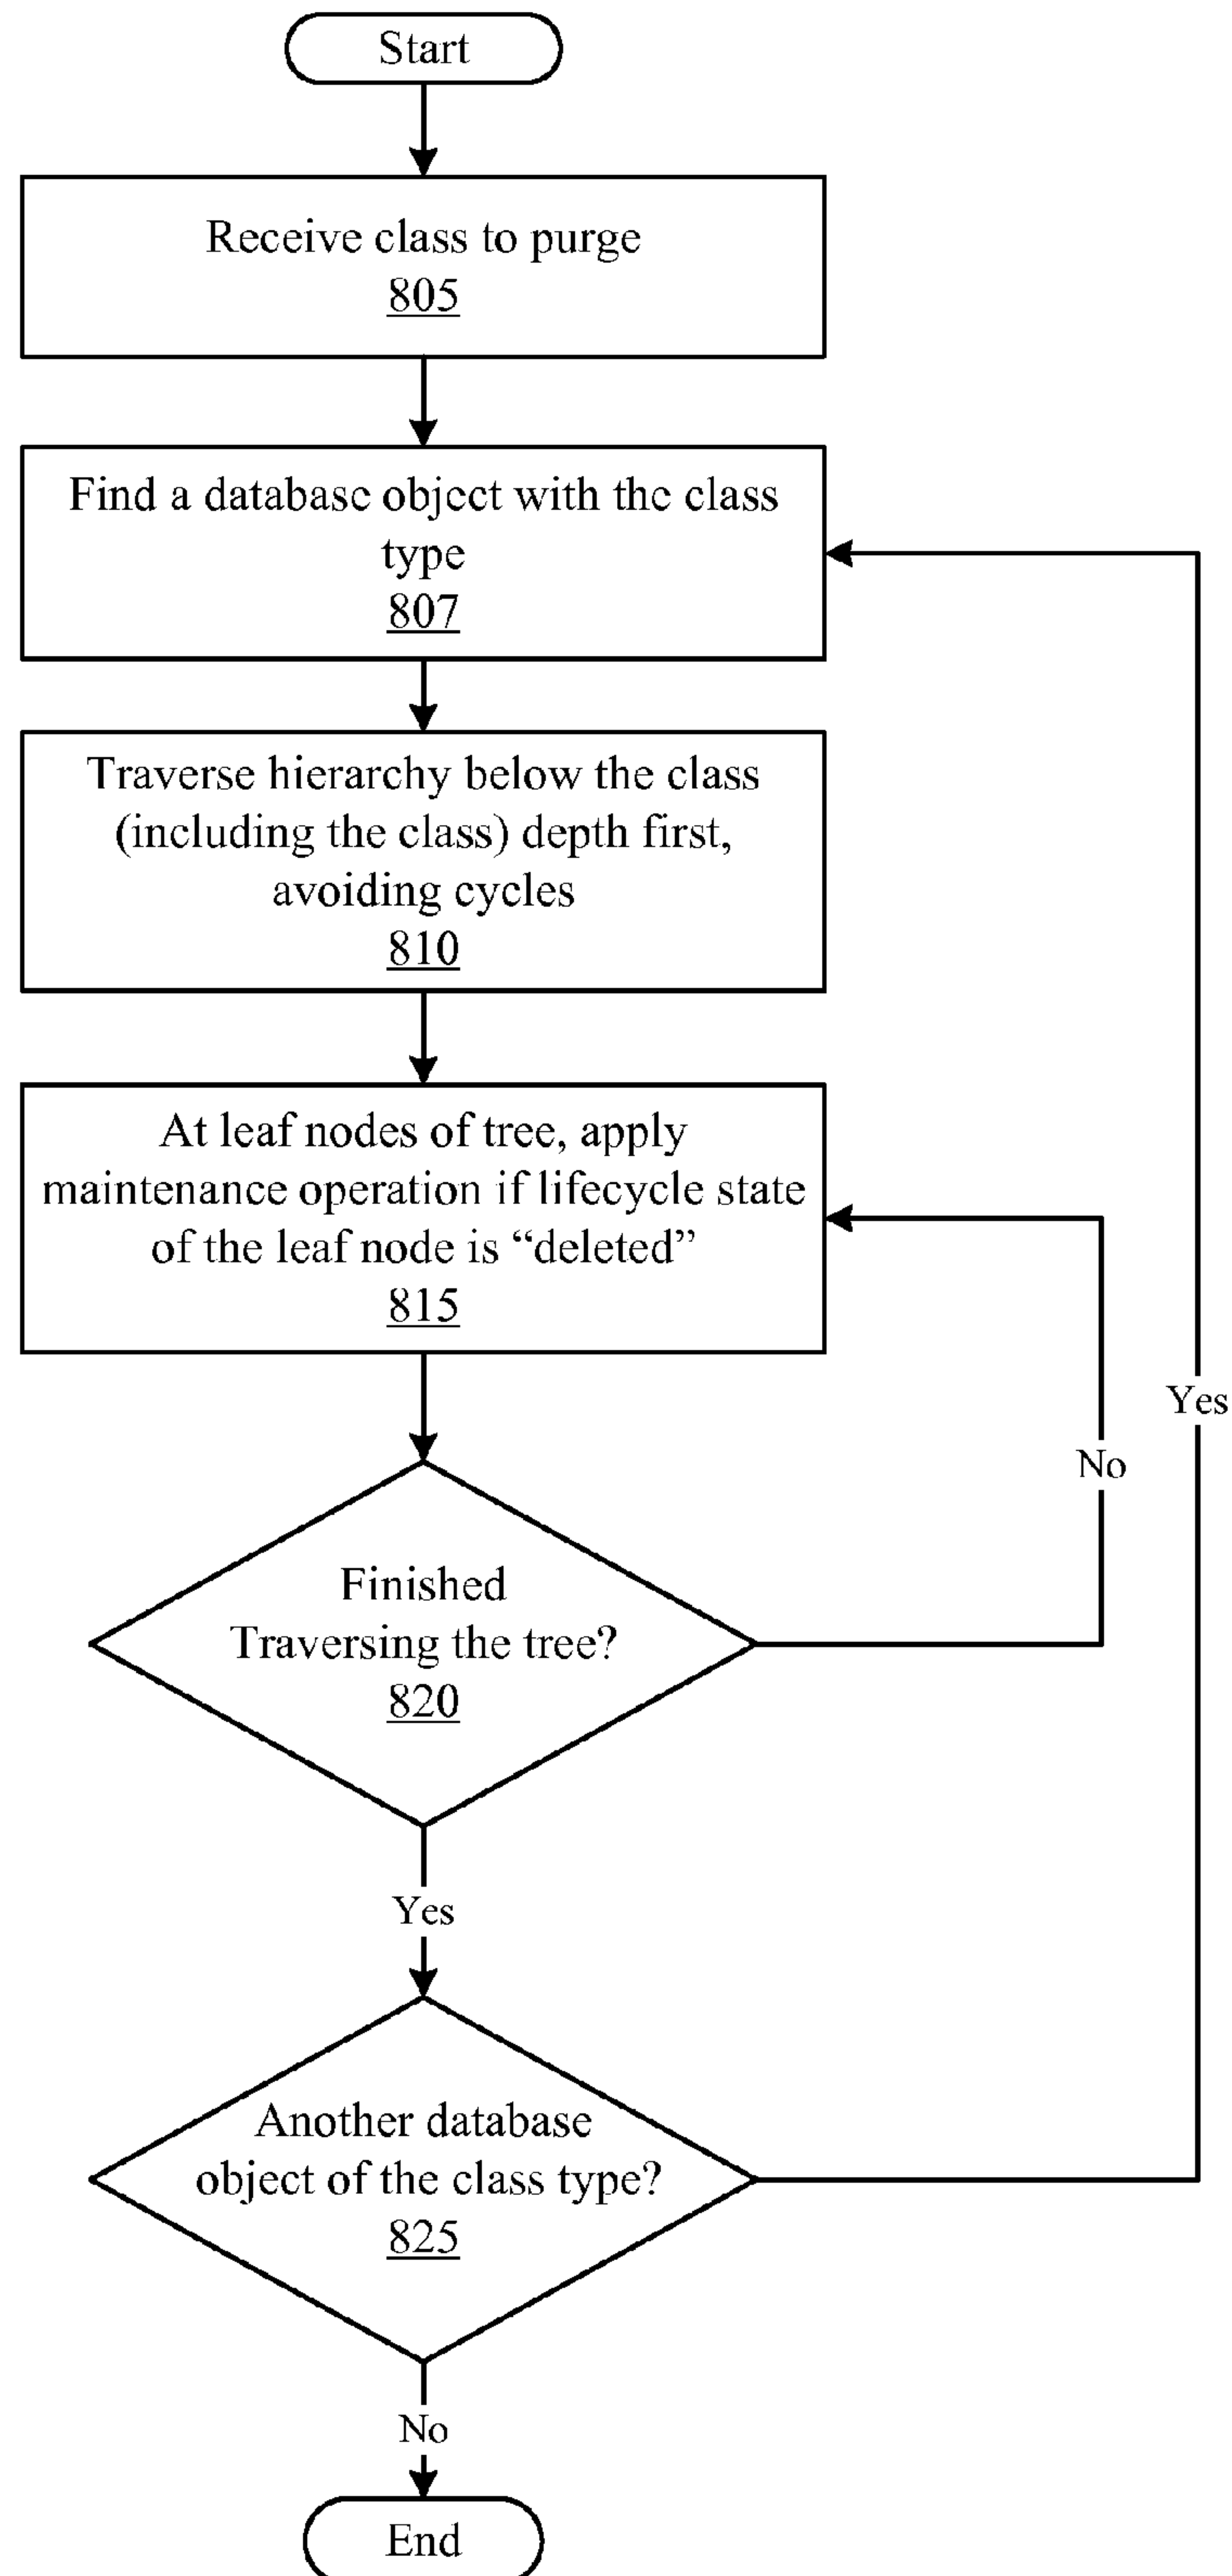 Start
Receive class to purge
805
Find a database object with the class
type
807
Traverse hierarchy below the class
(including the class) depth first,
avoiding cycles
810
At leaf nodes of tree, apply
maintenance operation if lifecycle state
of the leaf node is “deleted”
815
Yes
No
Finished
Traversing the tree?
820
Yes
Another database
object of the class type?
825
No
End